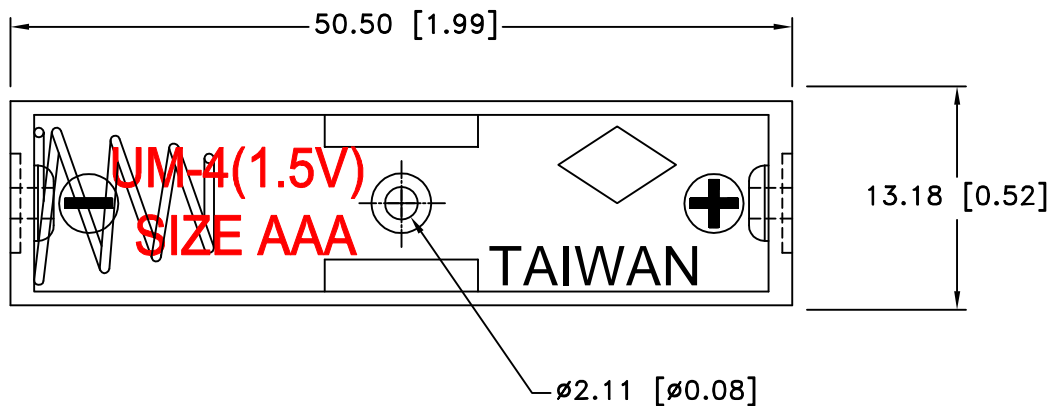 50.50 [1.99]
UM-4(1.5V)
SIZE AAA
13.18 [0.52]
TAIWAN
ø2.11 [ø0.08]